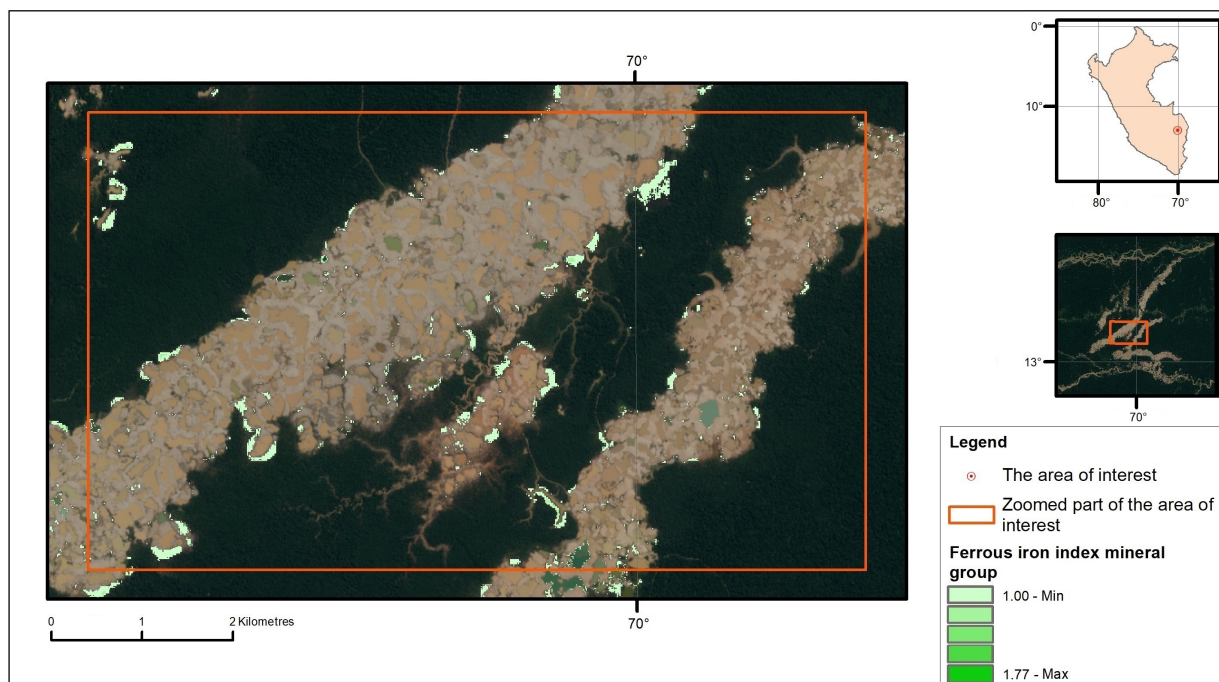 70°
0°
10°
80°
70°
13°
70°
Legend
The area of interest
Zoomed part of the area of
interest
Ferrous iron index mineral
group
1.00 - Min
1.77 - Max
70°
0
1
2 Kilometres